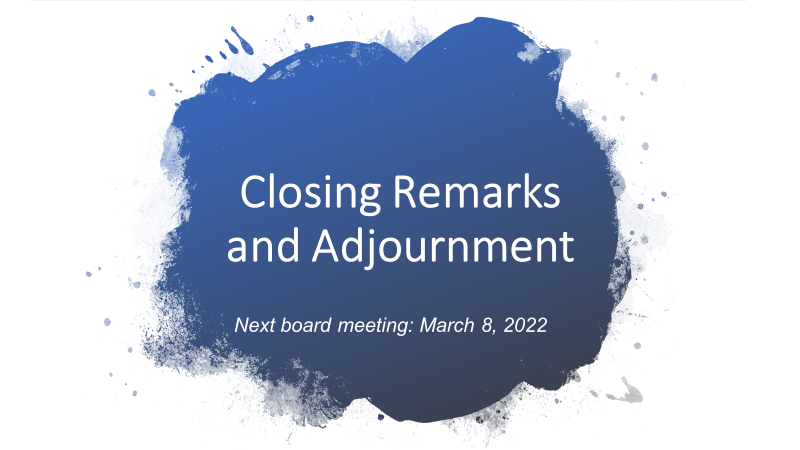 Closing Remarks
and Adjournment
Next board meeting: March 8, 2022